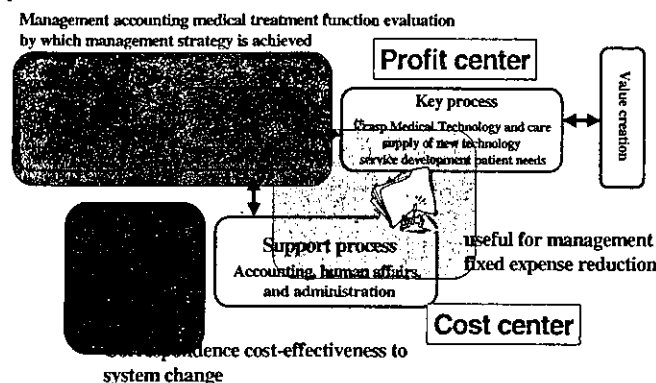 Management accounting medical treatment function evaluation
by which management strategy is achieved
Profit center
Key process
Grasp Medical Technology and care
supply of new technology
service development patient needs
Value creation
Support process
Accounting, human affairs,
and administration
useful for management
fixed expense reduction
Cost center
cost-effectiveness to
system change